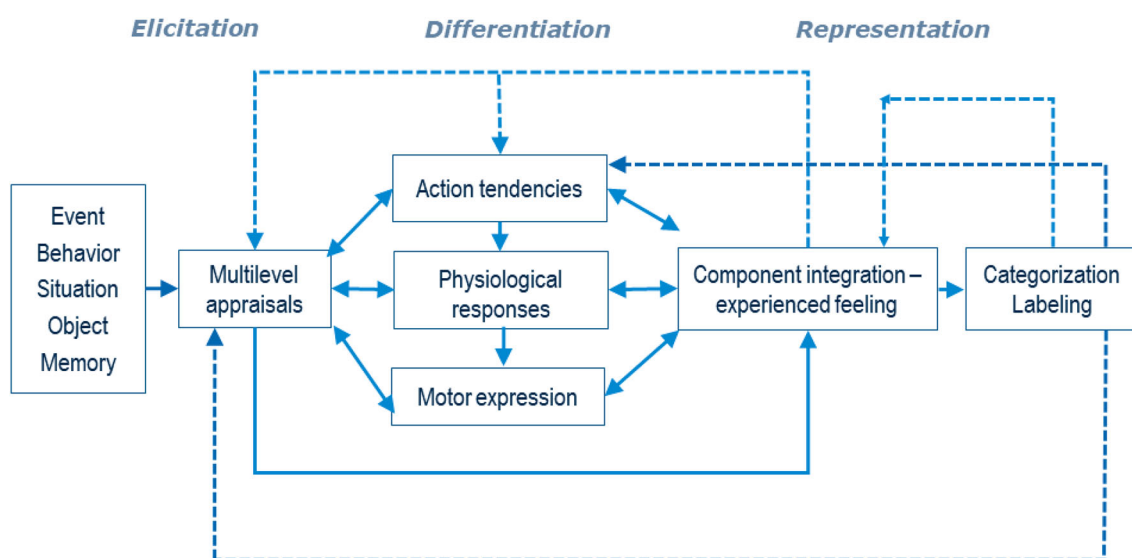 Elicitation
Differentiation
Representation
Event
Behavior
Situation
Object
Memory
Multilevel
appraisals
Action tendencies
Physiological
responses
Motor expression
Component integration –
experienced feeling
Categorization
Labeling